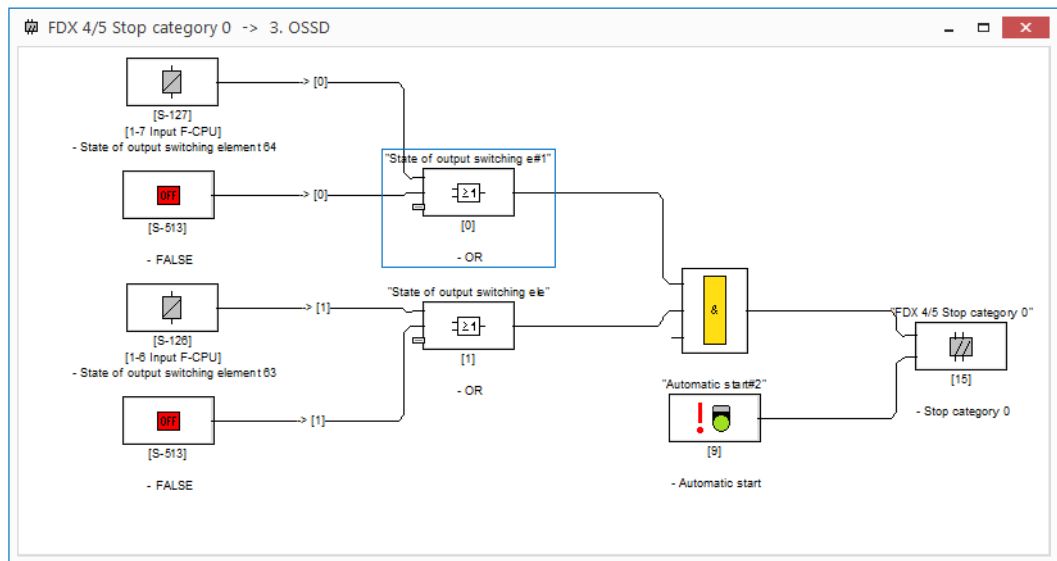 FDX 4/5 Stop category 0 -> 3. OSSD
-> [0]
[S-127]
[1-7 Input F-CPU]
- State of output switching element 64
"State of output switching e#1"
≥1
OFF
-> [0]
[S-513]
[0]
- FALSE
- OR
"State of output switching ele"
-> [1]
≥1
&
"FDX 4/5 Stop category 0"
[S-126]
[1-6 Input F-CPU]
- State of output switching element 63
[1]
[15]
- OR
"Automatic start#2"
- Stop category 0
OFF
-> [1]
[S-513]
[9]
- FALSE
- Automatic start